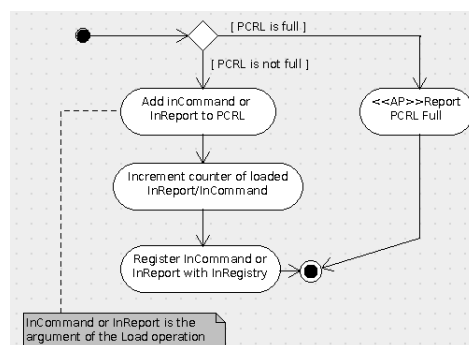 [ PCRL is full ]
[ PCRL is not full ]
Add inCommand or
InReport to PCRL
<<AP>>Report
PCRL Full
Increment counter of loaded
InReport/InCommand
Register InCommand or
InReport with InRegistry
InCommand or InReport is the
argument of the Load operation